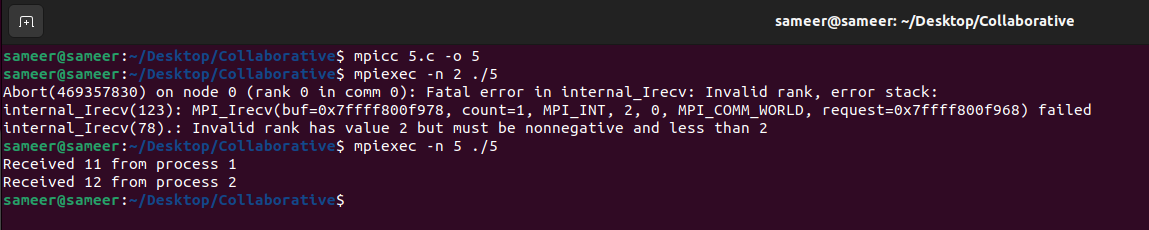 sameer@sameer: ~/Desktop/Collaborative
sameer@sameer:~/Desktop/Collaborative$ mpicc 5.c -o 5
sameer@sameer:~/Desktop/Collaborative$ mpiexec -n 2 ./5
Abort(469357830) on node 0 (rank 0 in comm 0): Fatal error in internal_Irecv: Invalid rank, error stack:
internal_Irecv(123): MPI_Irecv(buf=0x7ffff800f978, count=1, MPI_INT, 2, 0, MPI_COMM_WORLD, request=0x7ffff800f968) failed
internal_Irecv(78).: Invalid rank has value 2 but must be nonnegative and less than 2
sameer@sameer:~/Desktop/Collaborative$ mpiexec -n 5 ./5
Received 11 from process 1
Received 12 from process 2
sameer@sameer:~/Desktop/Collaborative$